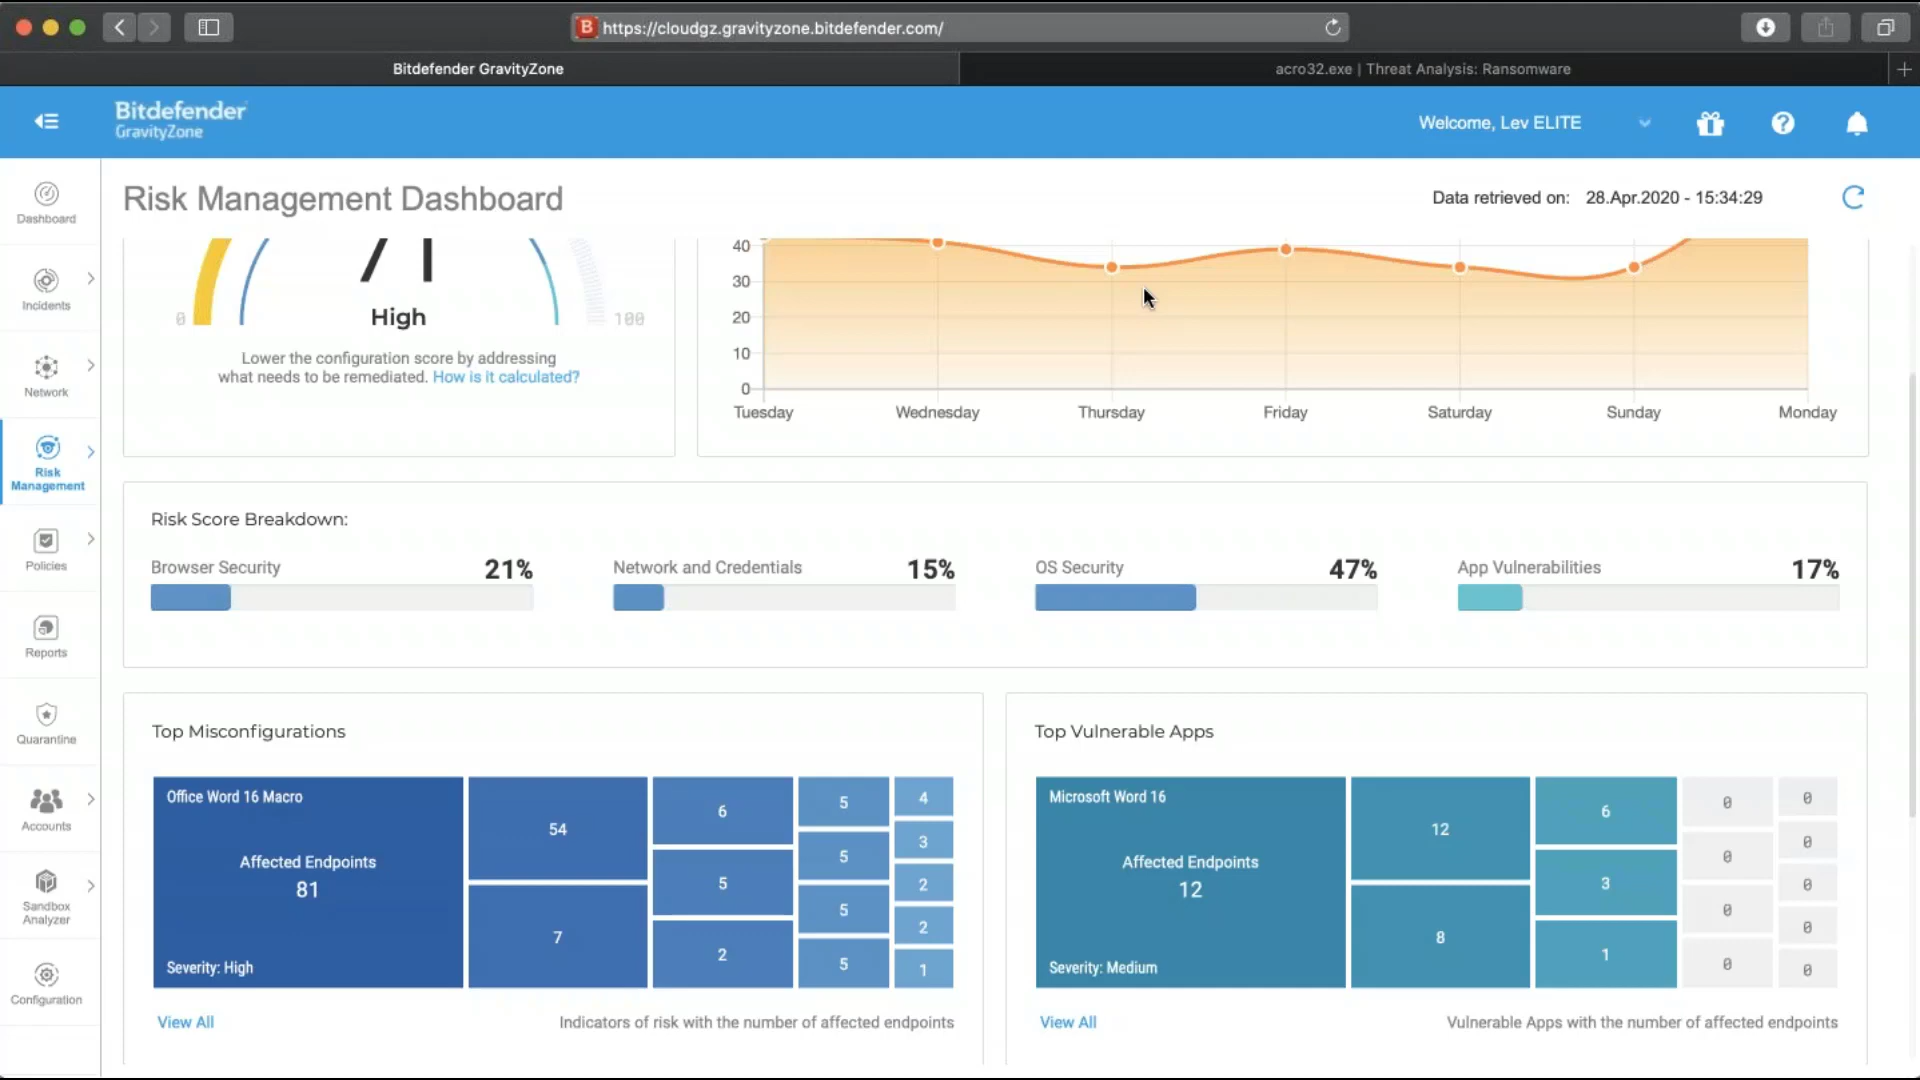 https://cloudgz.gravityzone.bitdefender.com/
Bitdefender GravityZone
acro32.exe | Threat Analysis: Ransomware
Bitdefender
GravityZone
Welcome, Lev ELITE
Risk Management Dashboard
Data retrieved on: 28.Apr.2020 - 15:34:29
Dashboard
Incidents
Network
Risk
Management
Policies
Reports
Quarantine
Accounts
Sandbox
Analyzer
Configuration
71
0
100
High
Lower the configuration score by addressing
what needs to be remediated. How is it calculated?
40
30
20
10
0
Tuesday Wednesday Thursday Friday Saturday Sunday Monday
Risk Score Breakdown:
Browser Security 21%
Network and Credentials 15%
OS Security 47%
App Vulnerabilities 17%
Top Misconfigurations
Office Word 16 Macro
Affected Endpoints
81
Severity: High
54
7
6
5
2
5
5
5
5
4
3
2
2
1
View All
Indicators of risk with the number of affected endpoints
Top Vulnerable Apps
Microsoft Word 16
Affected Endpoints
12
Severity: Medium
12
8
6
3
1
0
0
0
0
0
0
0
0
0
View All
Vulnerable Apps with the number of affected endpoints